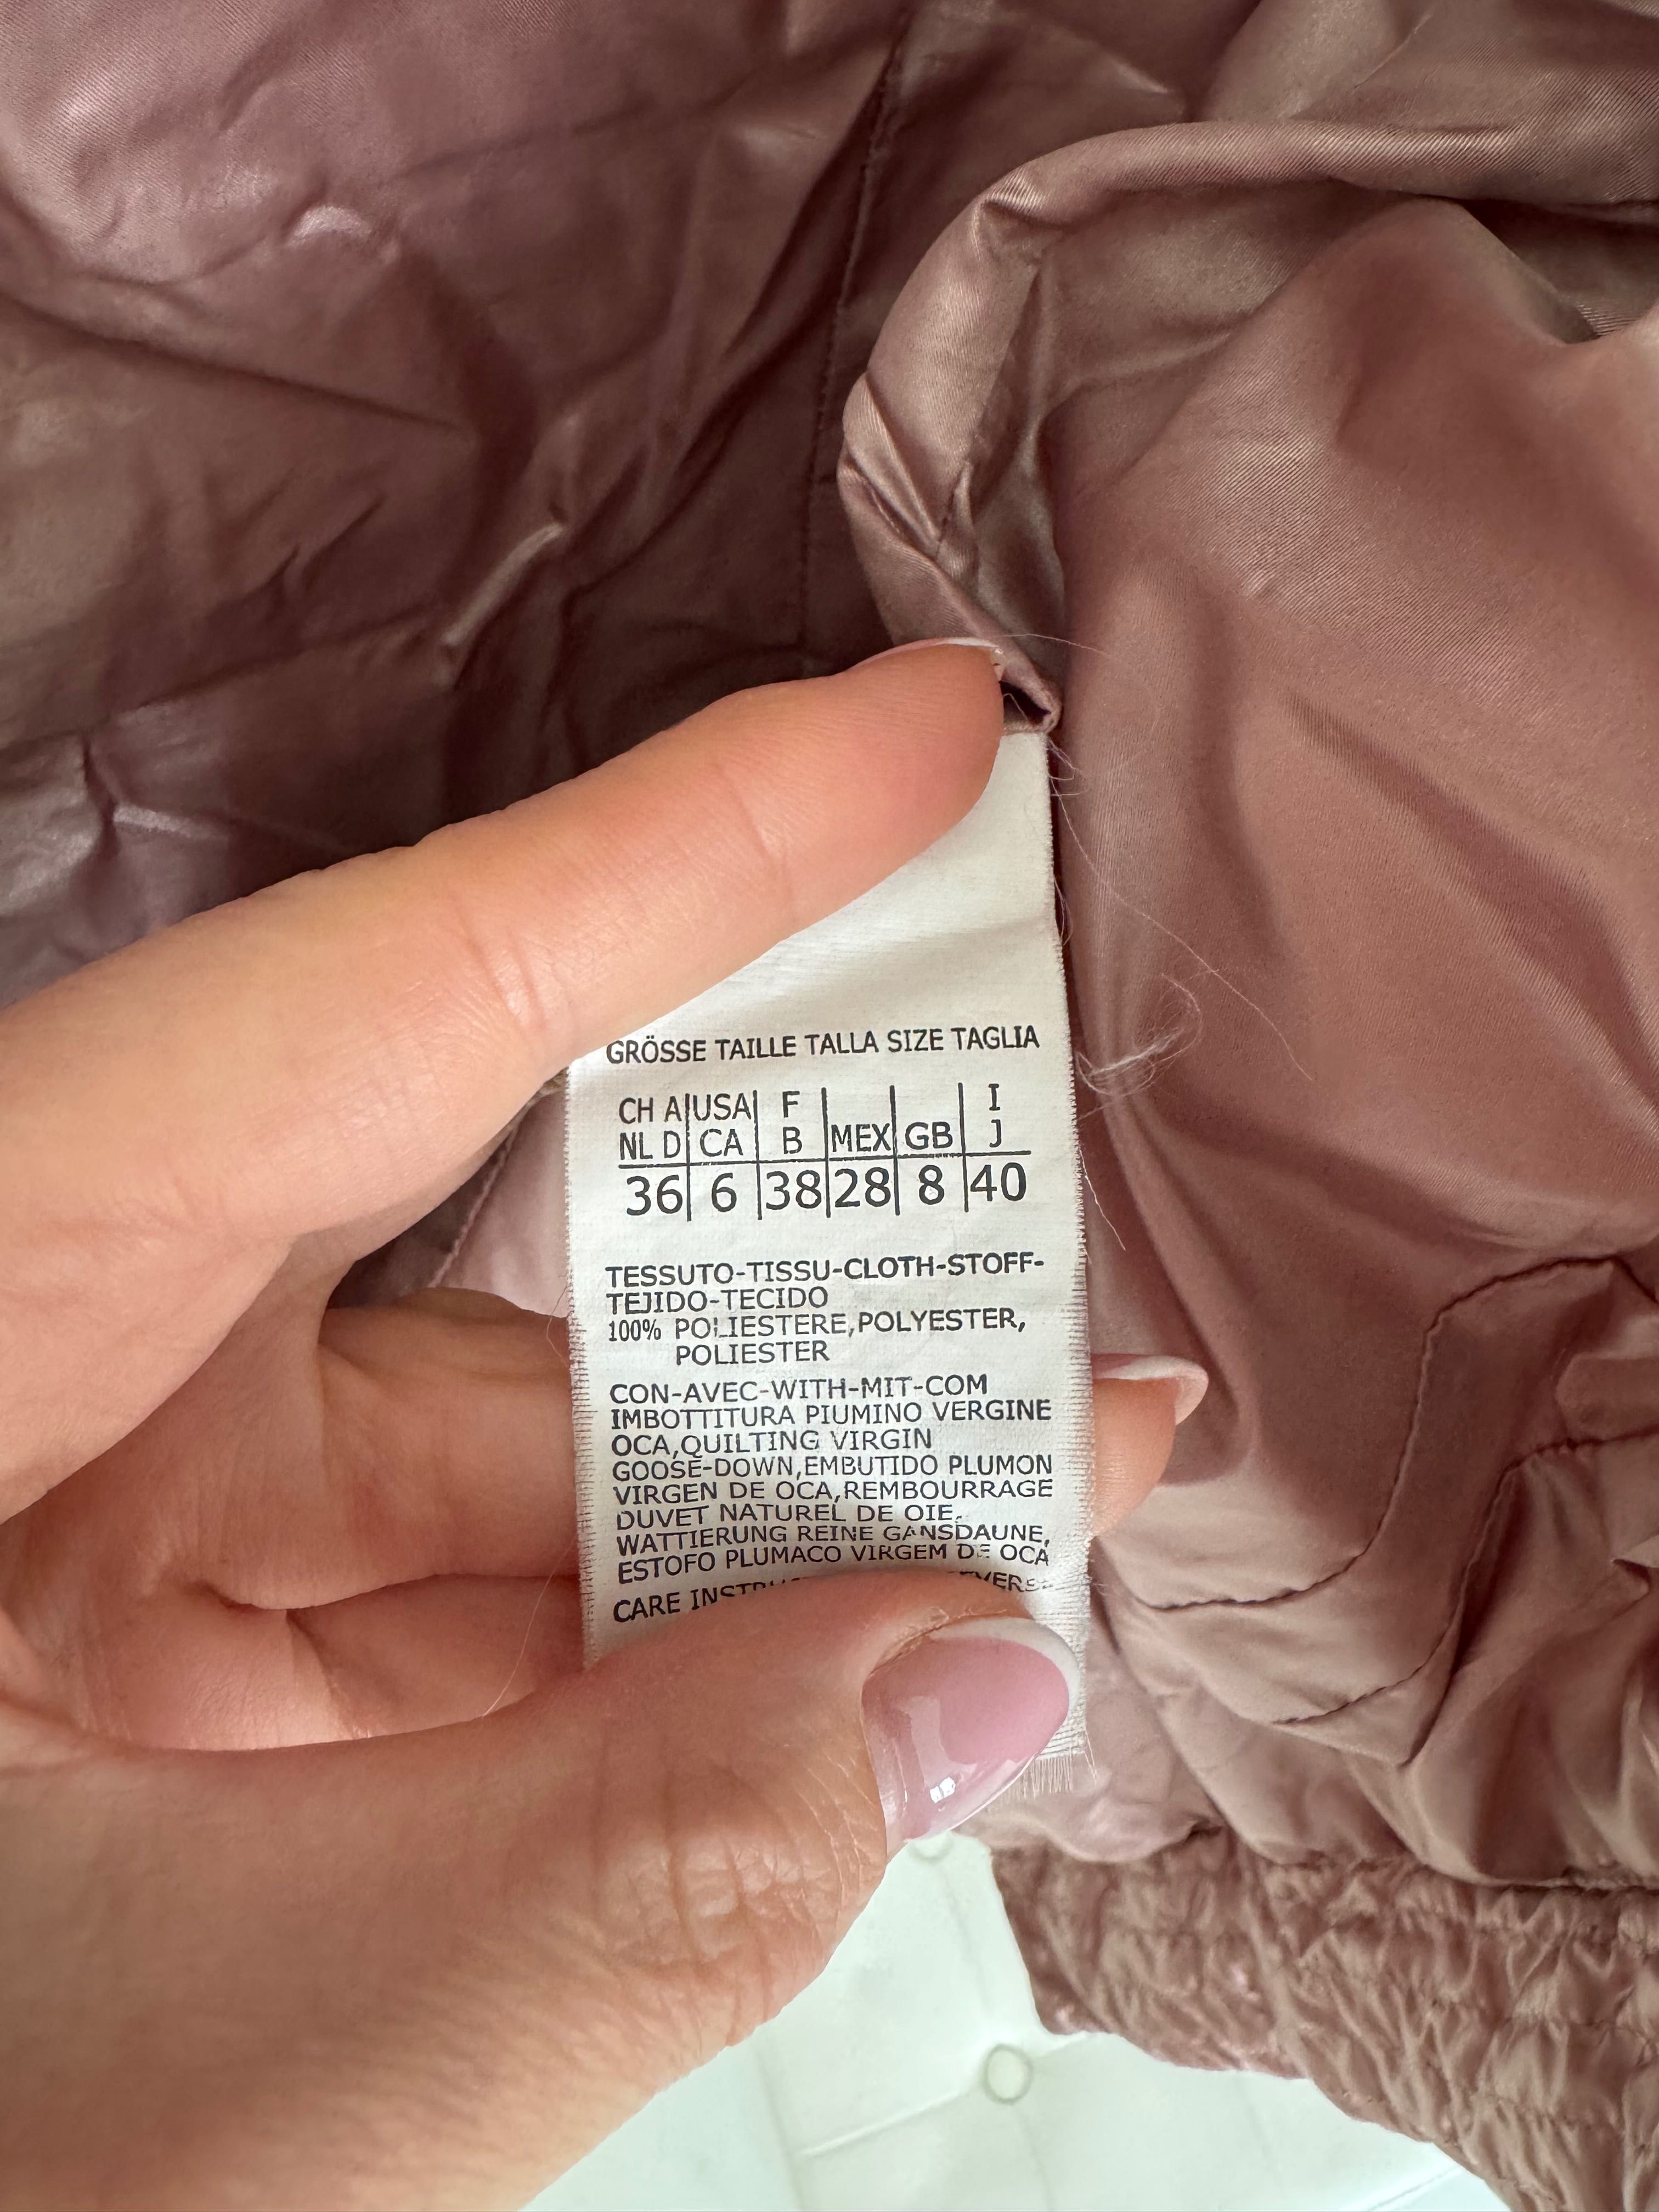 GRÖSSE TAILLE TALLA SIZE TAGLIA
CH A USA F I
NL D CA B MEX GB J
36 6 38 28 8 40
TESSUTO-TISSU-CLOTH-STOFF-
TEJIDO-TECIDO
100% POLIESTERE,POLYESTER,
POLIESTER
CON-AVEC-WITH-MIT-COM
IMBOTTITURA PIUMINO VERGINE
OCA,QUILTING VIRGIN
GOOSE-DOWN,EMBUTIDO PLUMON
VIRGEN DE OCA,REMBOURRAGE
DUVET NATUREL DE OIE,
WATTIERUNG REINE GANSDAUNE,
ESTOFO PLUMACO VIRGEM DE OCA
CARE